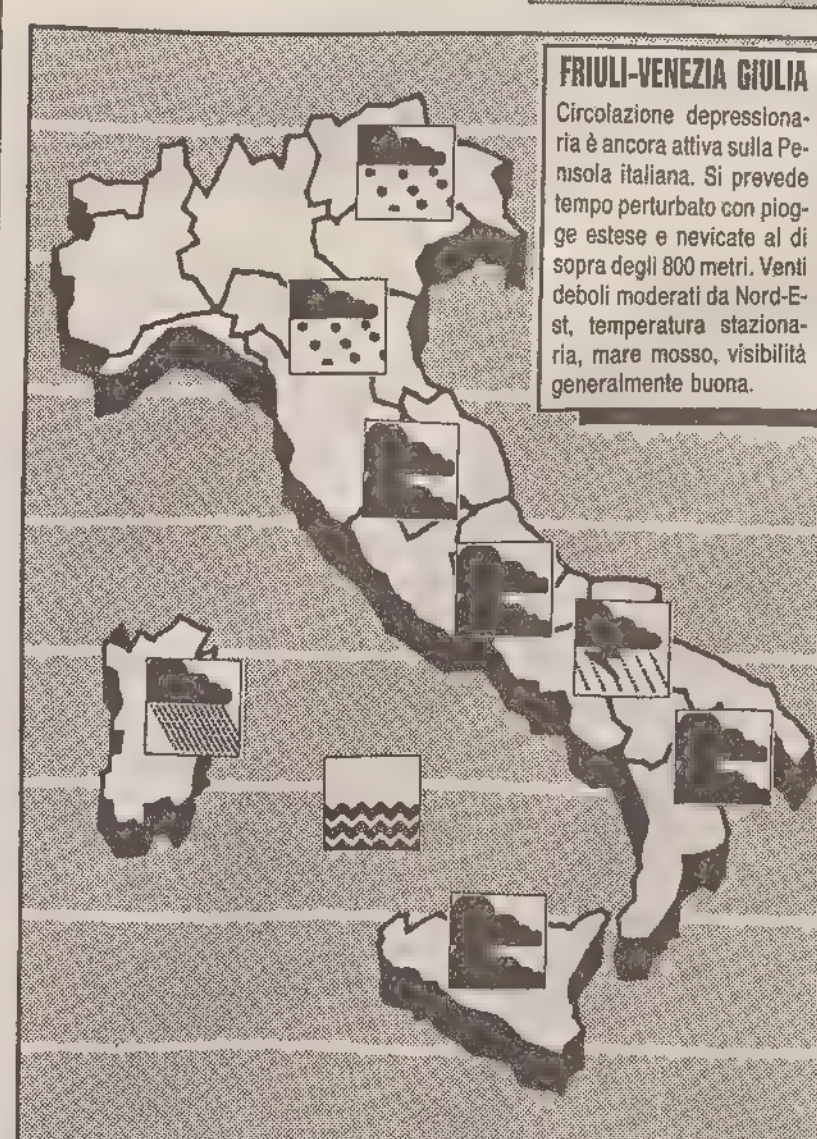 FRIULI-VENEZIA GIULIA
Circolazione depressiona-
ria è ancora attiva sulla Pe-
nisola italiana. Si prevede
tempo perturbato con piog-
ge estese e nevicate al di
sopra degli 800 metri. Venti
deboli moderati da Nord-E-
st, temperatura staziona-
ria, mare mosso, visibilità
generalmente buona.